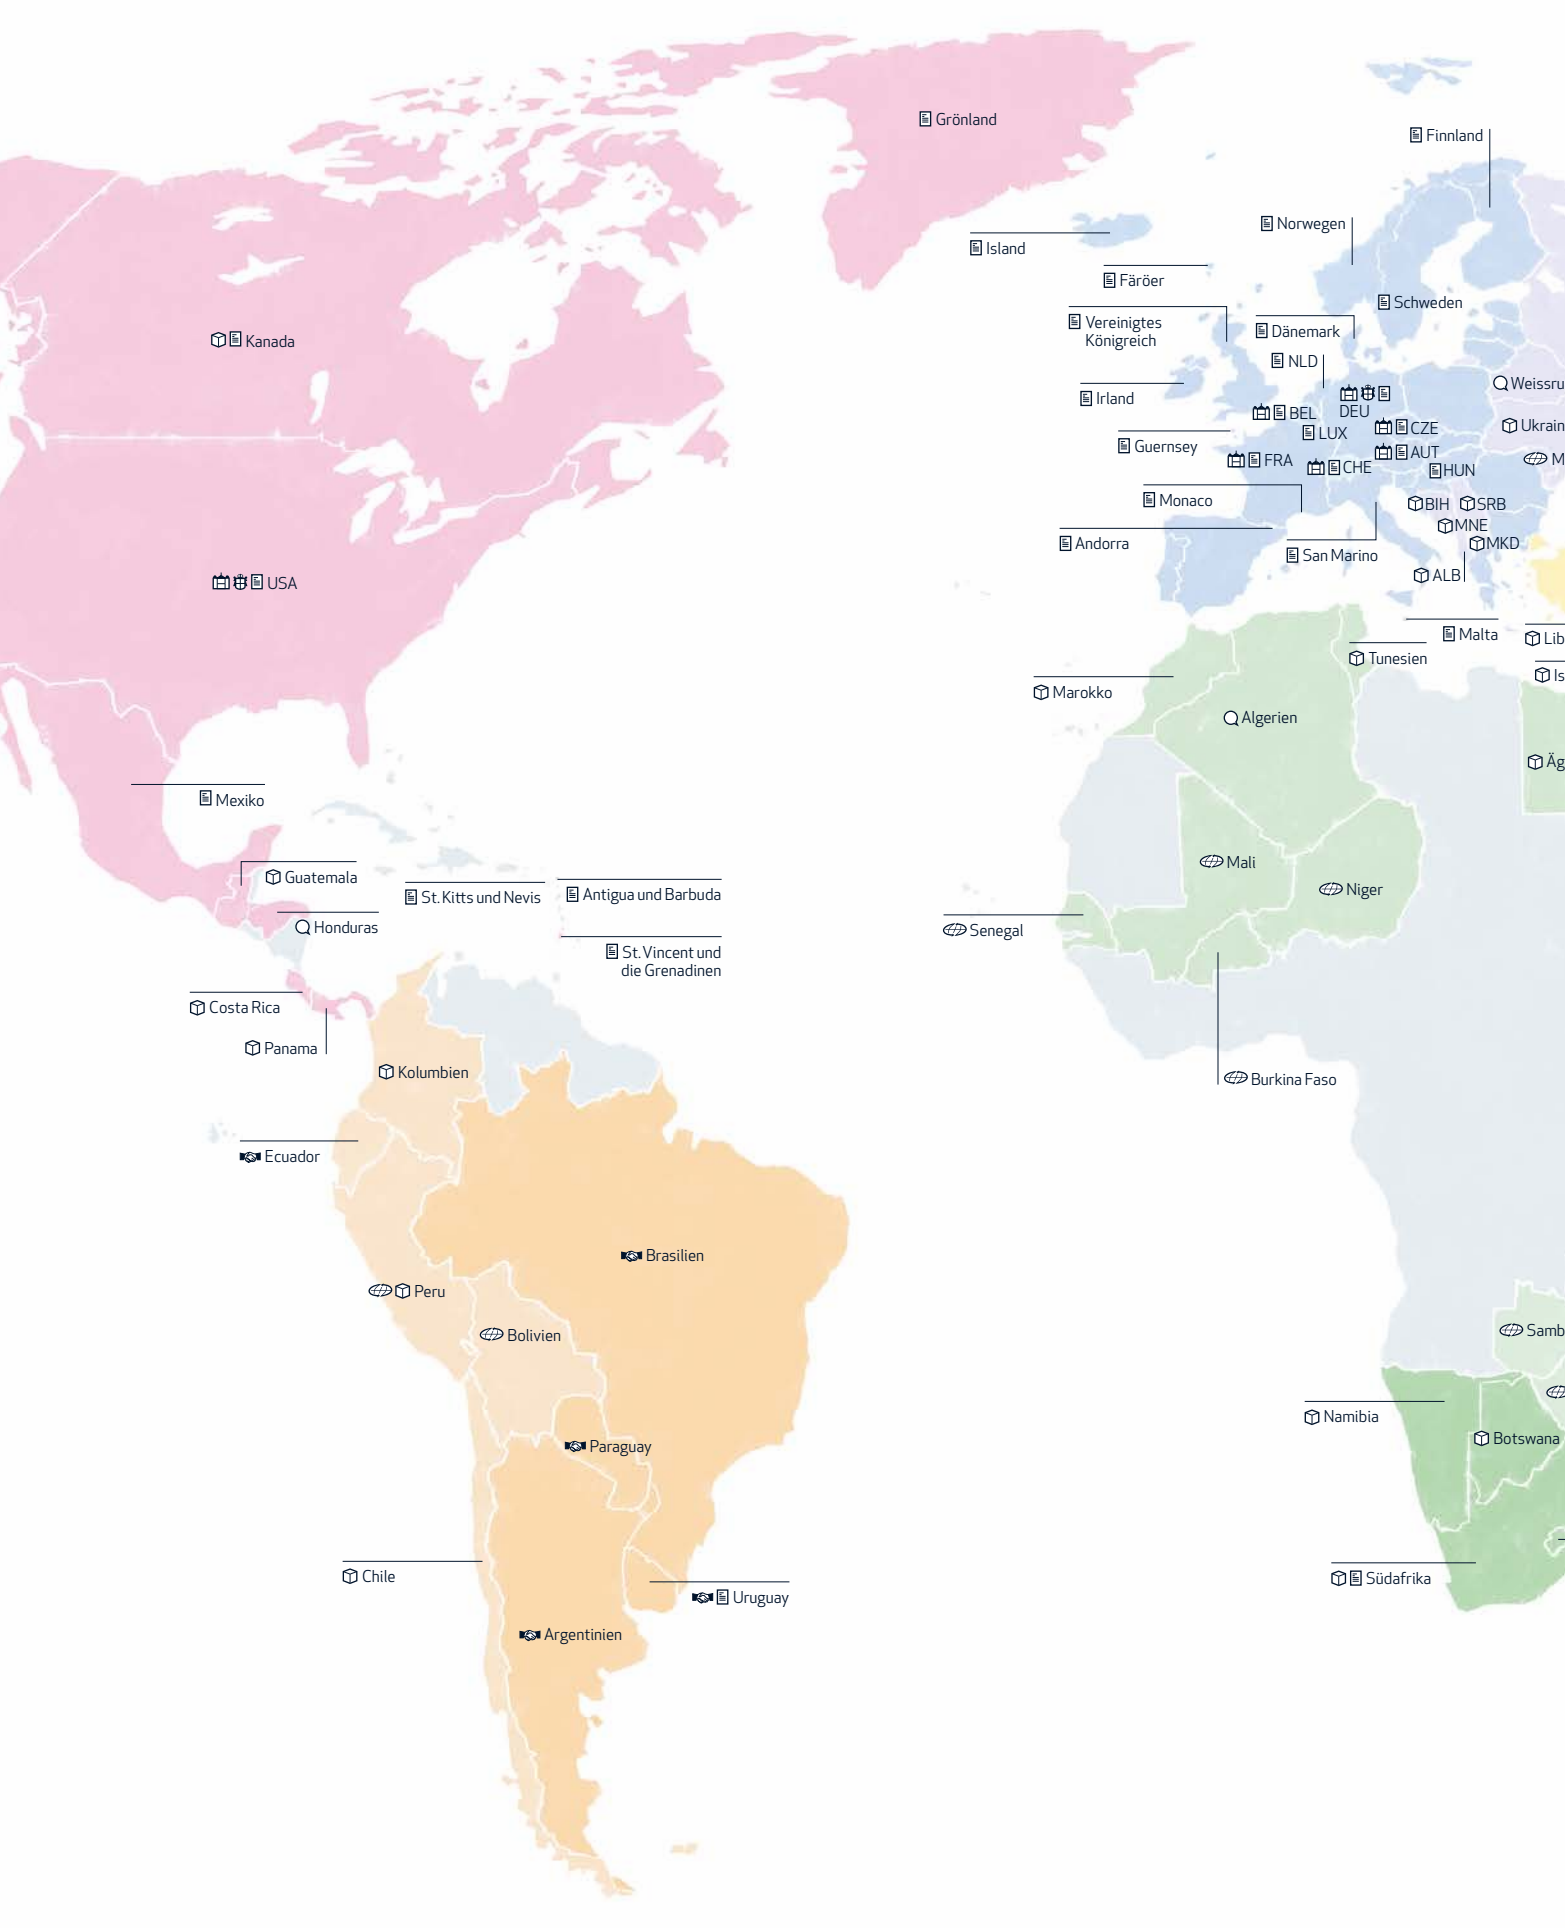 Grönland
Finnland
Norwegen
Island
Färöer
Schweden
Vereinigtes
Königreich
Dänemark
Kanada
NLD
Weissru
Irland
DEU
BEL
Ukrain
CZE
LUX
Guernsey
AUT
FRA
M
CHE
HUN
Monaco
BIH
SRB
MNE
Andorra
MKD
San Marino
ALB
USA
Malta
Lib
Tunesien
Is
Marokko
Algerien
Äg
Mexiko
Mali
Guatemala
Niger
St. Kitts und Nevis
Antigua und Barbuda
Honduras
Senegal
St. Vincent und
die Grenadinen
Costa Rica
Panama
Kolumbien
Burkina Faso
Ecuador
Brasilien
Peru
Samb
Bolivien
Namibia
Botswana
Paraguay
Chile
Südafrika
Uruguay
Argentinien